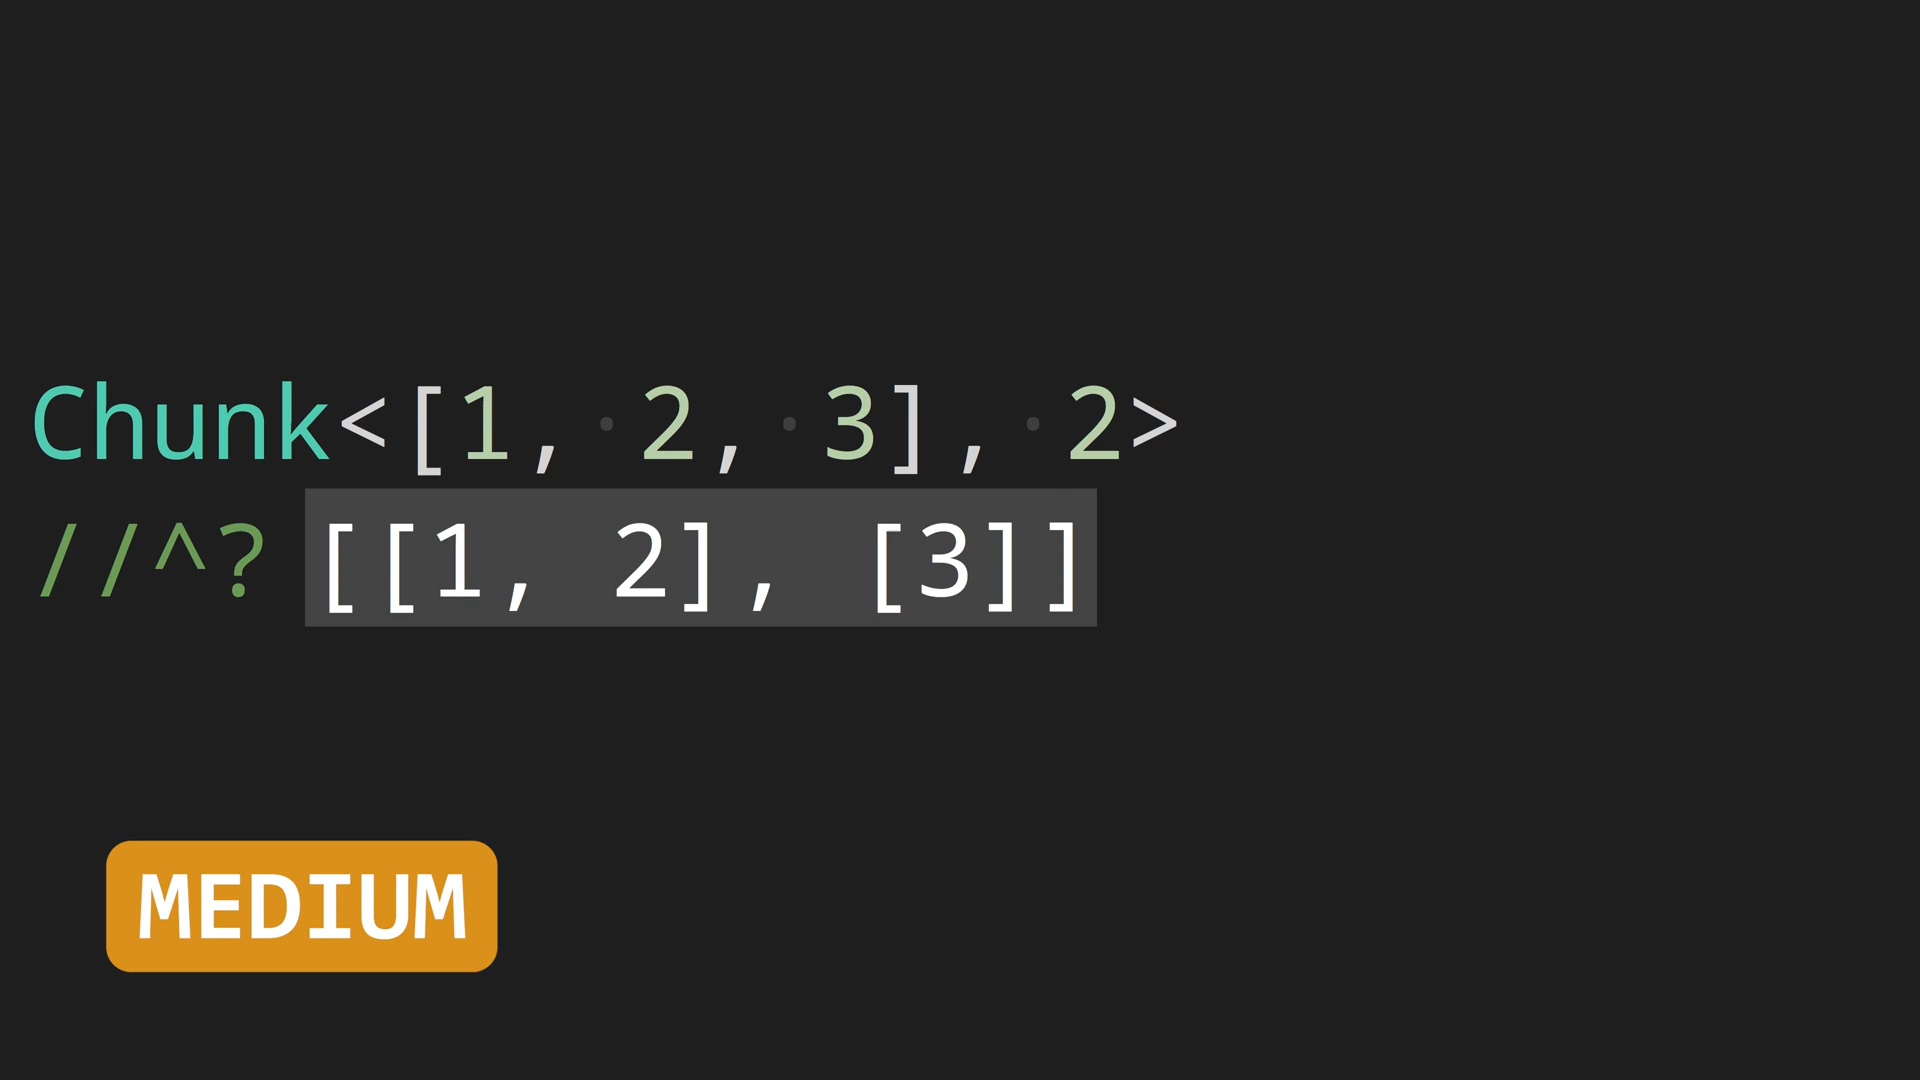 Chunk<[1, 2, 3], 2>
//^? [[1, 2], [3]]
MEDIUM